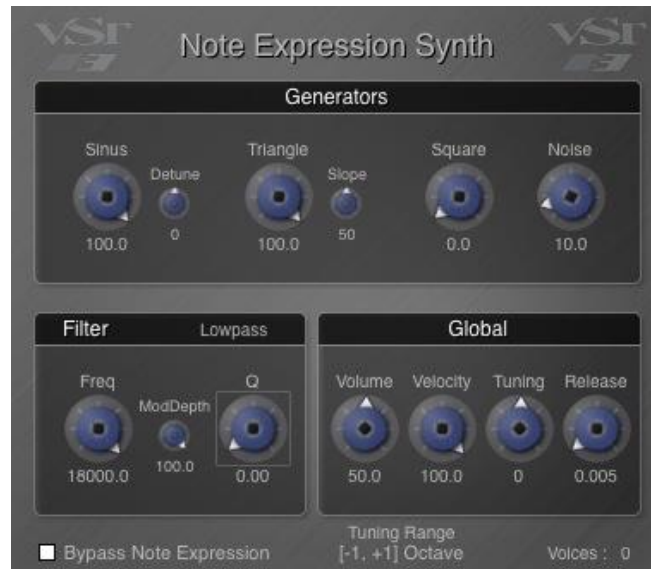 VST 3 Note Expression Synth VST 3
Generators
Sinus Triangle Square Noise
Detune Slope
0 50
100.0 100.0 0.0 10.0
Filter Lowpass Global
Freq Q Volume Velocity Tuning Release
ModDepth
100.0
18000.0 0.00 50.0 100.0 0 0.005
Tuning Range
Bypass Note Expression [-1, +1] Octave Voices : 0